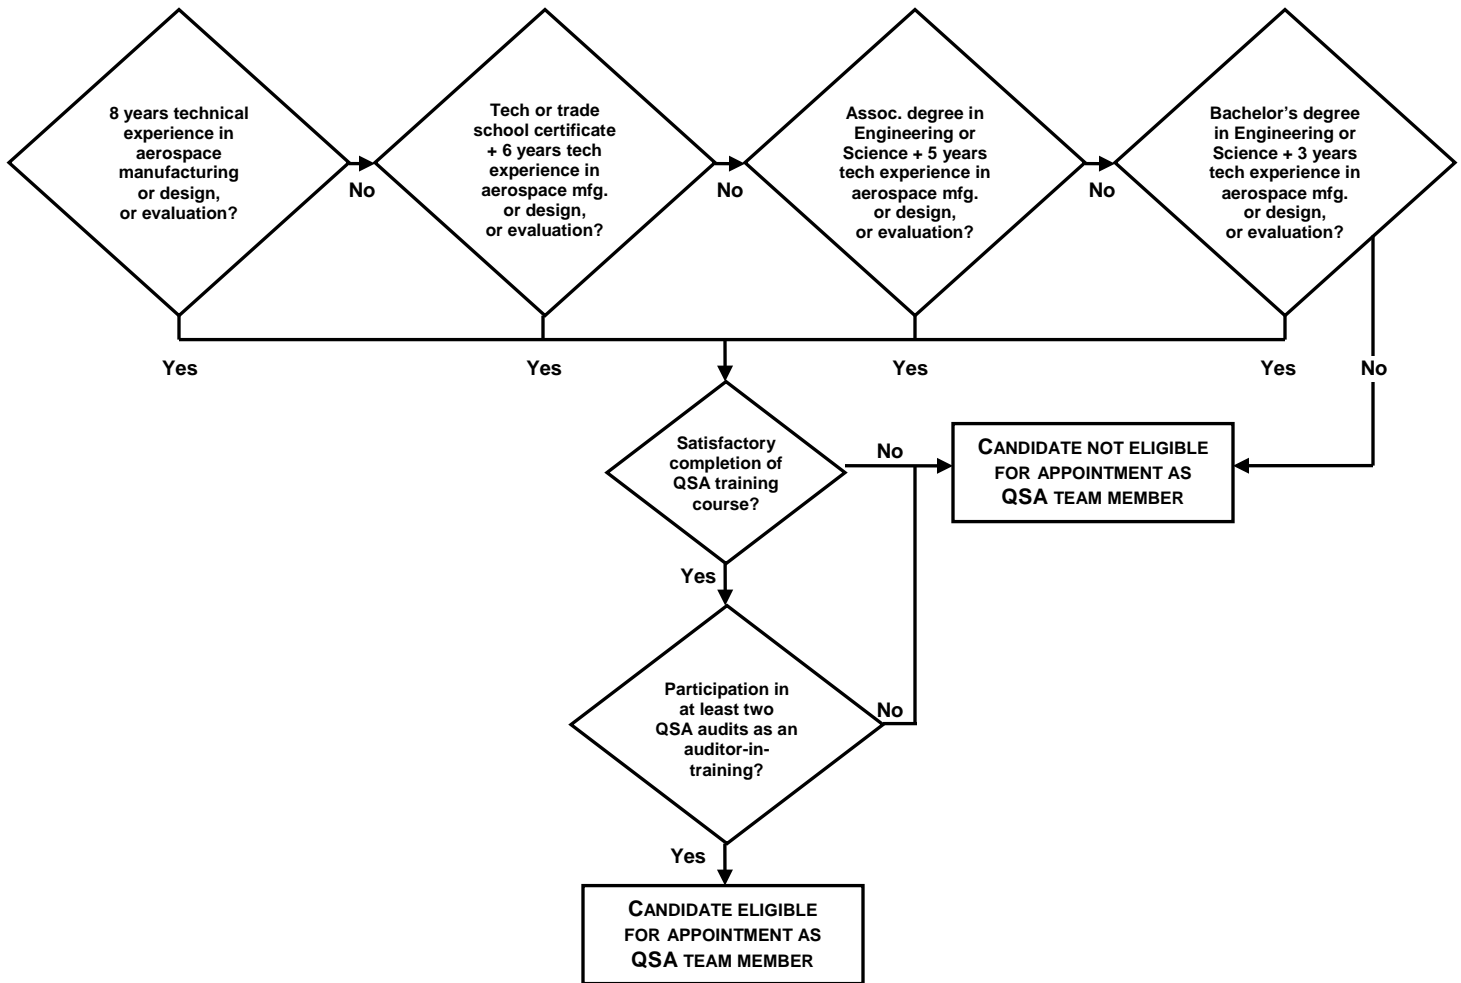 8 years technical
experience in
aerospace
manufacturing
or design,
or evaluation?
No
Tech or trade
school certificate
+ 6 years tech
experience in
aerospace mfg.
or design,
or evaluation?
No
Assoc. degree in
Engineering or
Science + 5 years
tech experience in
aerospace mfg.
or design,
or evaluation?
No
Bachelor’s degree
in Engineering or
Science + 3 years
tech experience in
aerospace mfg.
or design,
or evaluation?
Yes
Yes
Yes
Yes
No
Satisfactory
completion of
QSA training
course?
No
CANDIDATE NOT ELIGIBLE
FOR APPOINTMENT AS
QSA TEAM MEMBER
Yes
Participation in
at least two
QSA audits as an
auditor-in-
training?
No
Yes
CANDIDATE ELIGIBLE
FOR APPOINTMENT AS
QSA TEAM MEMBER